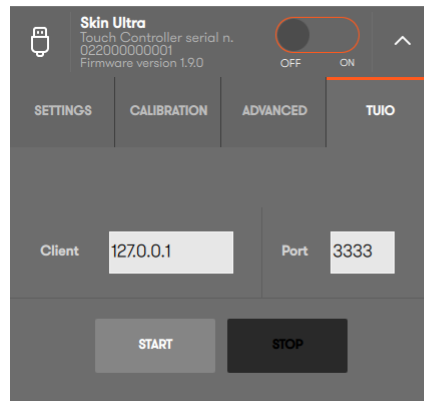 Skin Ultra
Touch Controller serial n.
022000000001
Firmware version 1.9.0
OFF ON
SETTINGS CALIBRATION ADVANCED TUIO
Client 127.0.0.1 Port 3333
START STOP